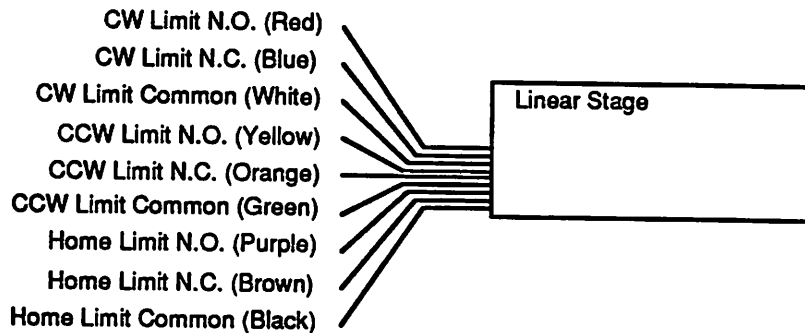 CW Limit N.O. (Red)
CW Limit N.C. (Blue)
CW Limit Common (White)
CCW Limit N.O. (Yellow)
CCW Limit N.C. (Orange)
CCW Limit Common (Green)
Home Limit N.O. (Purple)
Home Limit N.C. (Brown)
Home Limit Common (Black)
Linear Stage